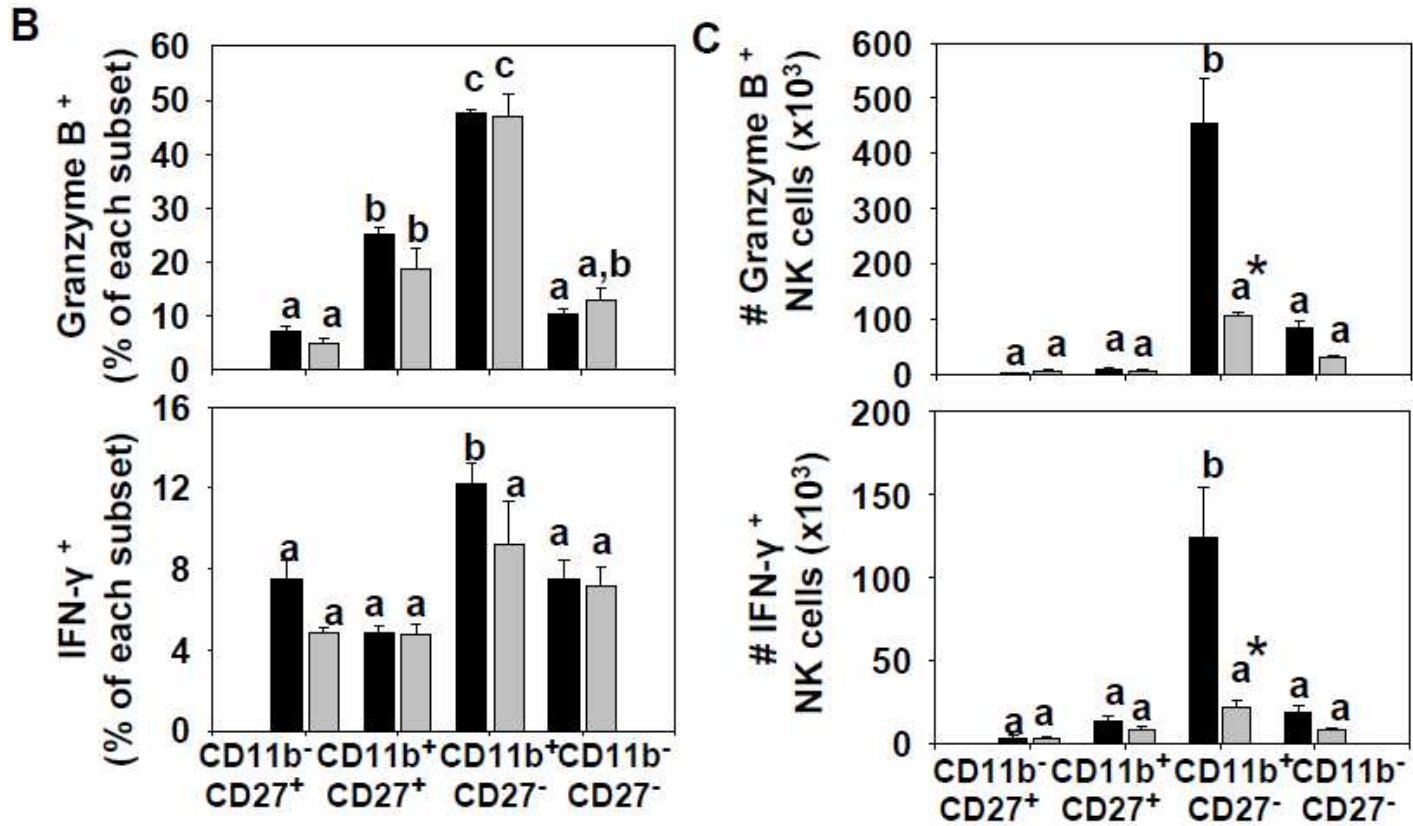 B
Granzyme B +
(% of each subset)
60
50
40
30
20
10
0
a a b b c c a a,b
IFN-γ +
(% of each subset)
16
12
8
4
0
a a a a b a a a
CD11b- CD11b+ CD11b+ CD11b-
CD27+ CD27+ CD27- CD27-
C
# Granzyme B +
NK cells (x10³)
600
500
400
300
200
100
0
a a a a b a * a a
# IFN-γ +
NK cells (x10³)
200
150
100
50
0
a a a a b a * a a
CD11b- CD11b+ CD11b+ CD11b-
CD27+ CD27+ CD27- CD27-